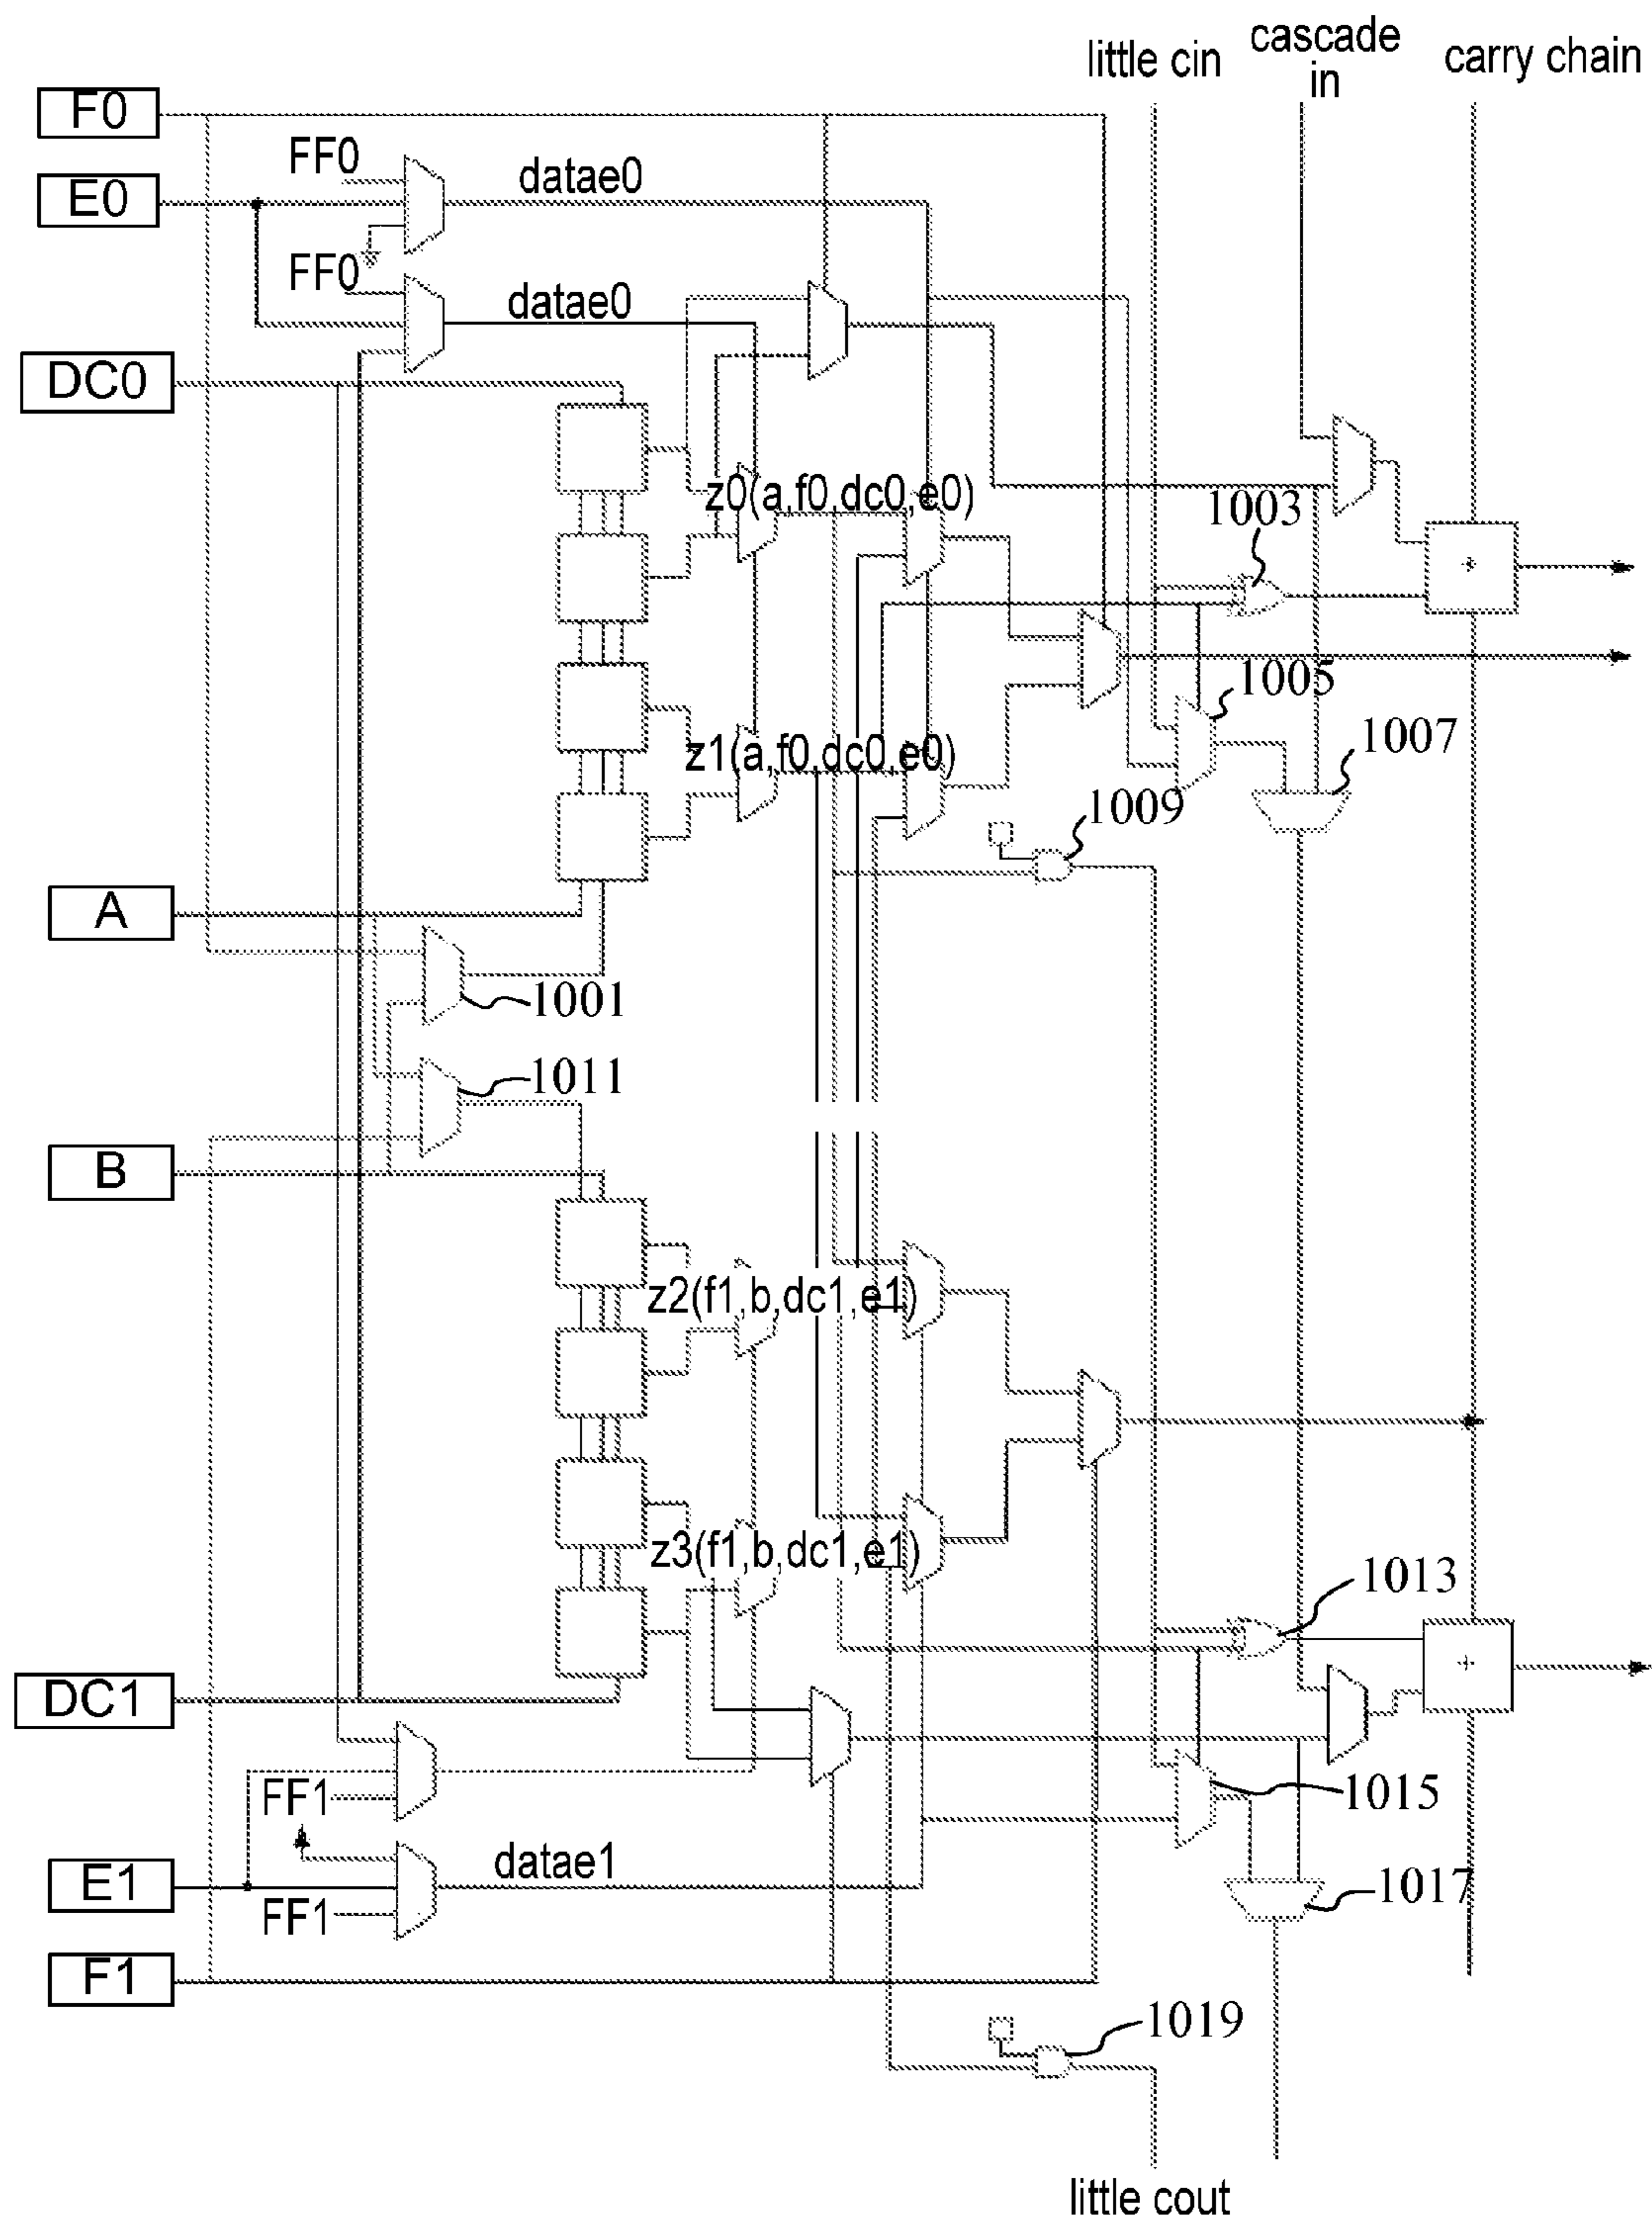 little cin
cascade
in
carry chain
F0
FF0
datae0
E0
FF0
datae0
DC0
z0(a,f0,dc0,e0)
1003
+
1005
z1(a,f0,dc0,e0)
1007
1009
A
1001
1011
B
z2(f1,b,dc1,e1)
z3(f1,b,dc1,e1)
1013
+
DC1
FF1
1015
E1
datae1
1017
FF1
F1
1019
little cout